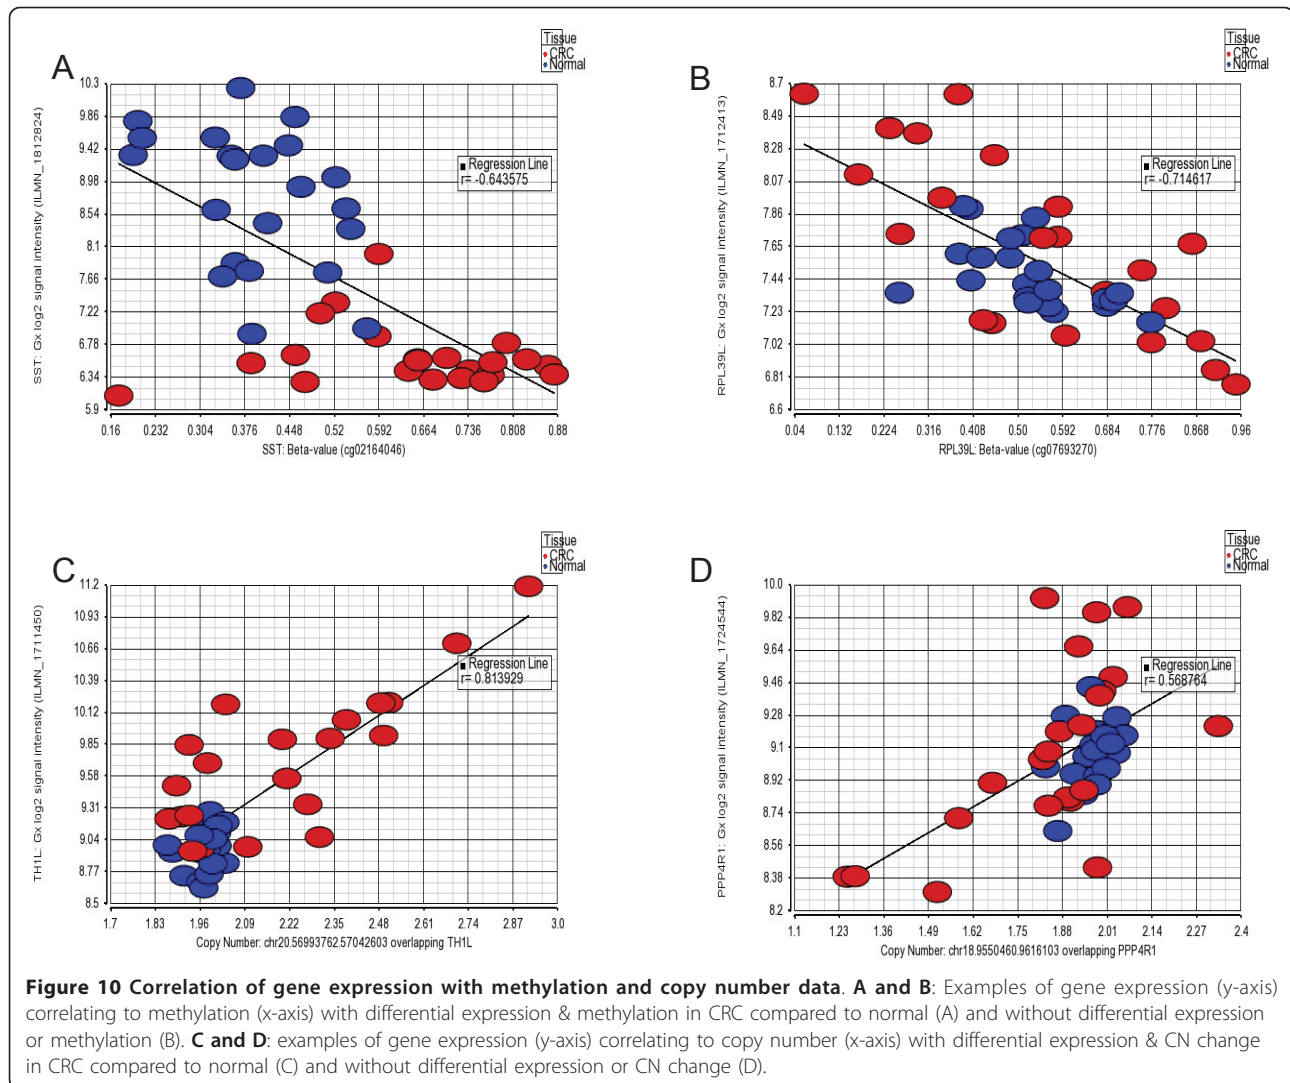 A
Tissue
CRC
Normal
SST: Gx log2 signal intensity (ILMN_1812824)
10.3
9.86
9.42
8.98
8.54
8.1
7.66
7.22
6.78
6.34
5.9
Regression Line
r= -0.643575
0.16 0.232 0.304 0.376 0.448 0.52 0.592 0.664 0.736 0.808 0.88
SST: Beta-value (cg02164046)
B
Tissue
CRC
Normal
RPL39L: Gx log2 signal intensity (ILMN_1712413)
8.7
8.49
8.28
8.07
7.86
7.65
7.44
7.23
7.02
6.81
6.6
Regression Line
r= -0.714617
0.04 0.132 0.224 0.316 0.408 0.50 0.592 0.684 0.776 0.868 0.96
RPL39L: Beta-value (cg07693270)
C
Tissue
CRC
Normal
TH1L: Gx log2 signal intensity (ILMN_1711450)
11.2
10.93
10.66
10.39
10.12
9.85
9.58
9.31
9.04
8.77
8.5
Regression Line
r= 0.813929
1.7 1.83 1.96 2.09 2.22 2.35 2.48 2.61 2.74 2.87 3.0
Copy Number: chr20.56993762.57042603 overlapping TH1L
D
Tissue
CRC
Normal
PPP4R1: Gx log2 signal intensity (ILMN_1724544)
10.0
9.82
9.64
9.46
9.28
9.1
8.92
8.74
8.56
8.38
8.2
Regression Line
r= 0.568764
1.1 1.23 1.36 1.49 1.62 1.75 1.88 2.01 2.14 2.27 2.4
Copy Number: chr18.9550460.9616103 overlapping PPP4R1
Figure 10 Correlation of gene expression with methylation and copy number data. A and B: Examples of gene expression (y-axis)
correlating to methylation (x-axis) with differential expression & methylation in CRC compared to normal (A) and without differential expression
or methylation (B). C and D: examples of gene expression (y-axis) correlating to copy number (x-axis) with differential expression & CN change
in CRC compared to normal (C) and without differential expression or CN change (D).